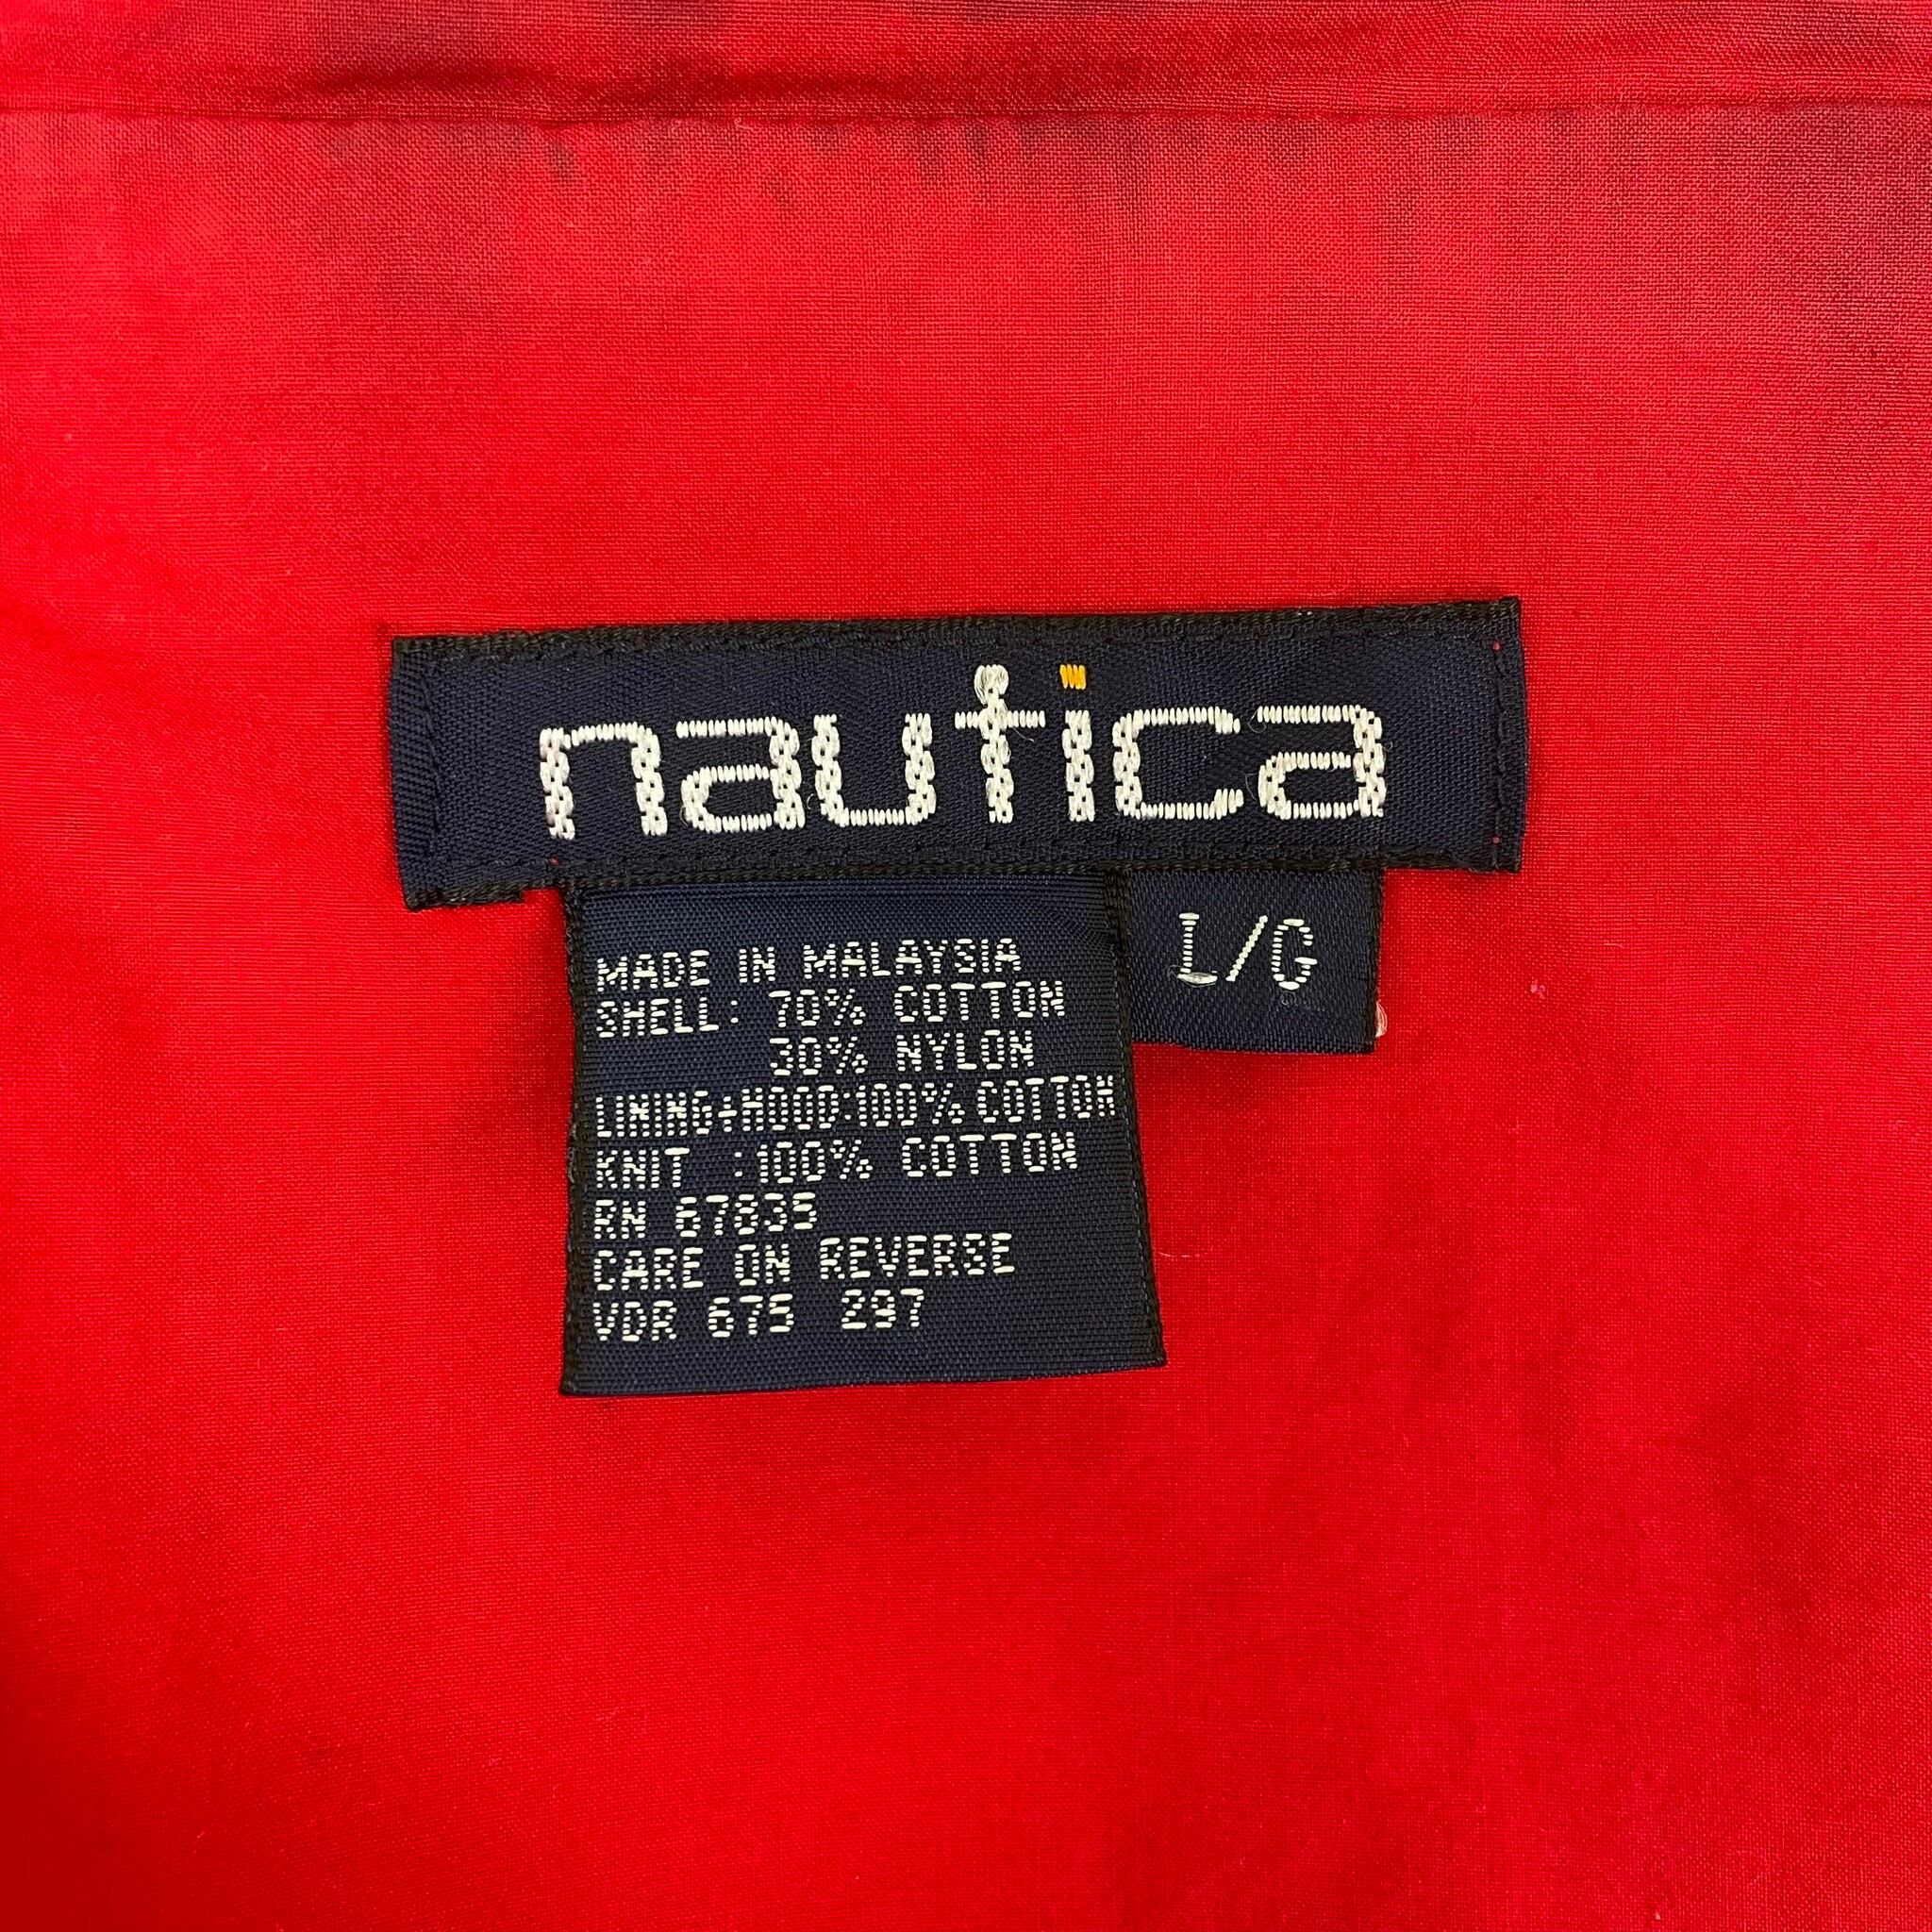 nautica
L/G
MADE IN MALAYSIA
SHELL: 70% COTTON
30% NYLON
LINING+HOOD:100% COTTON
KNIT :100% COTTON
RN 67835
CARE ON REVERSE
VDR 675 297